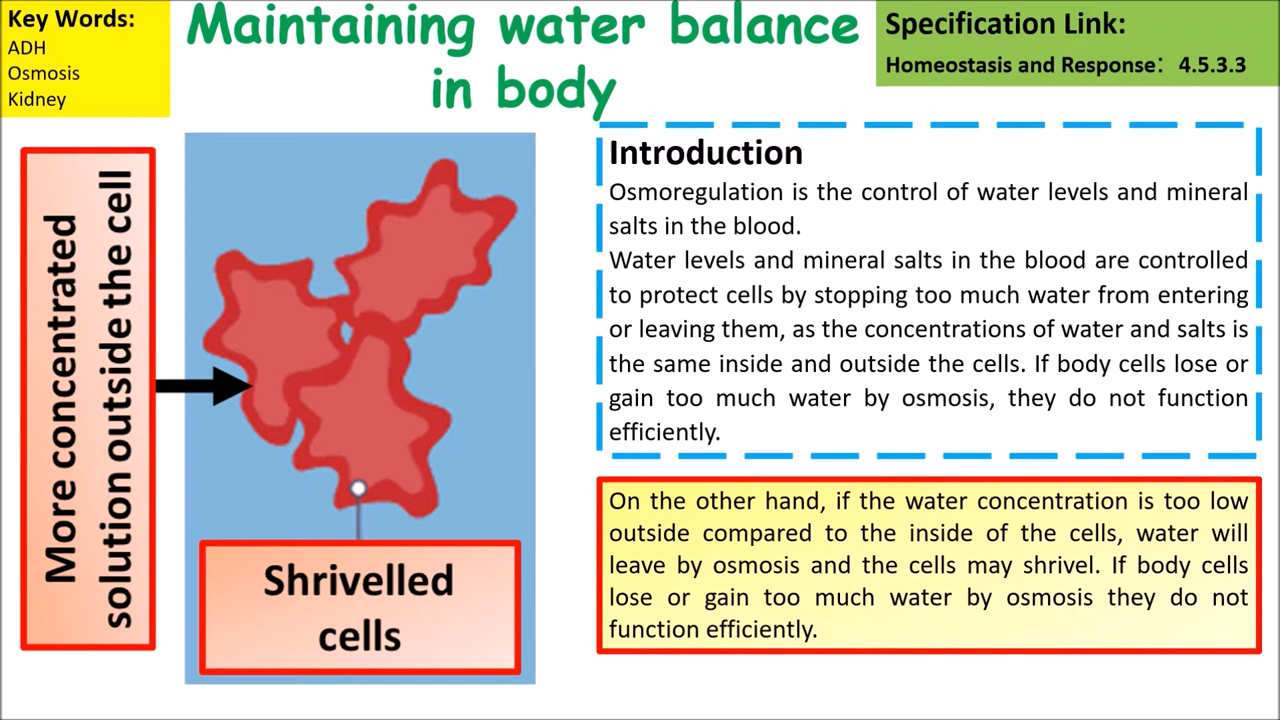 Key Words:
ADH
Osmosis
Kidney
Maintaining water balance
in body
Specification Link:
Homeostasis and Response: 4.5.3.3
More concentrated
solution outside the cell
Shrivelled
cells
Introduction
Osmoregulation is the control of water levels and mineral
salts in the blood.
Water levels and mineral salts in the blood are controlled
to protect cells by stopping too much water from entering
or leaving them, as the concentrations of water and salts is
the same inside and outside the cells. If body cells lose or
gain too much water by osmosis, they do not function
efficiently.
On the other hand, if the water concentration is too low
outside compared to the inside of the cells, water will
leave by osmosis and the cells may shrivel. If body cells
lose or gain too much water by osmosis they do not
function efficiently.